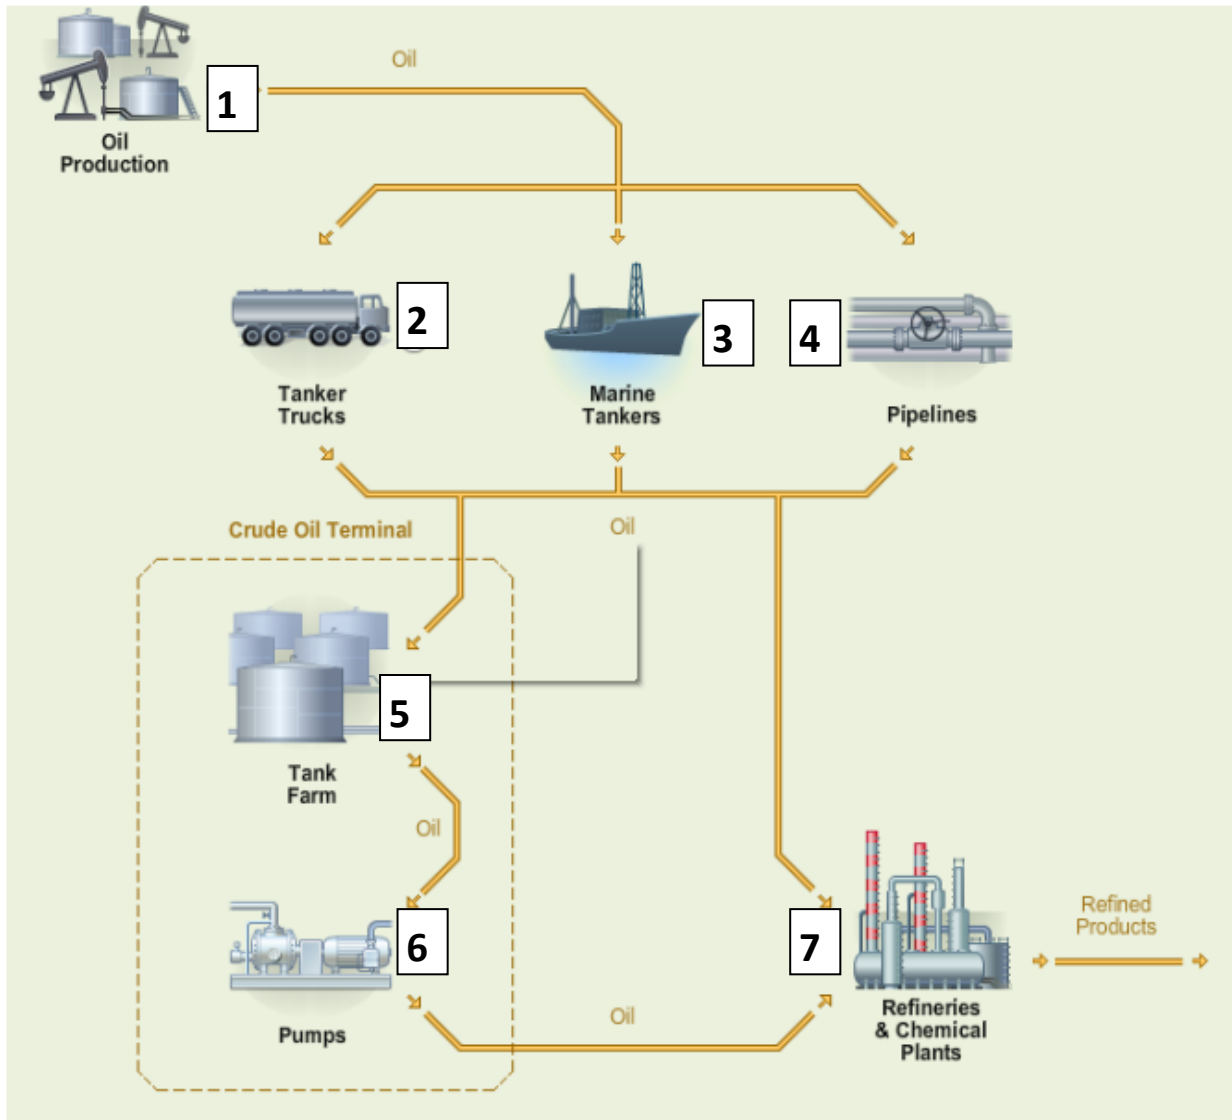 Oil
1
Oil
Production
2
3
4
Tanker
Trucks
Marine
Tankers
Pipelines
Crude Oil Terminal
Oil
5
Tank
Farm
Oil
6
7
Refined
Products
Pumps
Oil
Refineries
& Chemical
Plants